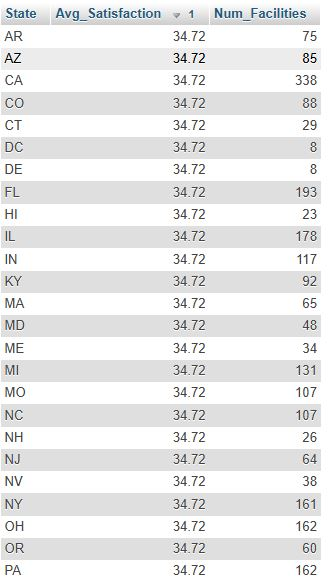 State Avg_Satisfaction 1 Num_Facilities
AR 34.72 75
AZ 34.72 85
CA 34.72 338
CO 34.72 88
CT 34.72 29
DC 34.72 8
DE 34.72 8
FL 34.72 193
HI 34.72 23
IL 34.72 178
IN 34.72 117
KY 34.72 92
MA 34.72 65
MD 34.72 48
ME 34.72 34
MI 34.72 131
MO 34.72 107
NC 34.72 107
NH 34.72 26
NJ 34.72 64
NV 34.72 38
NY 34.72 161
OH 34.72 162
OR 34.72 60
PA 34.72 162